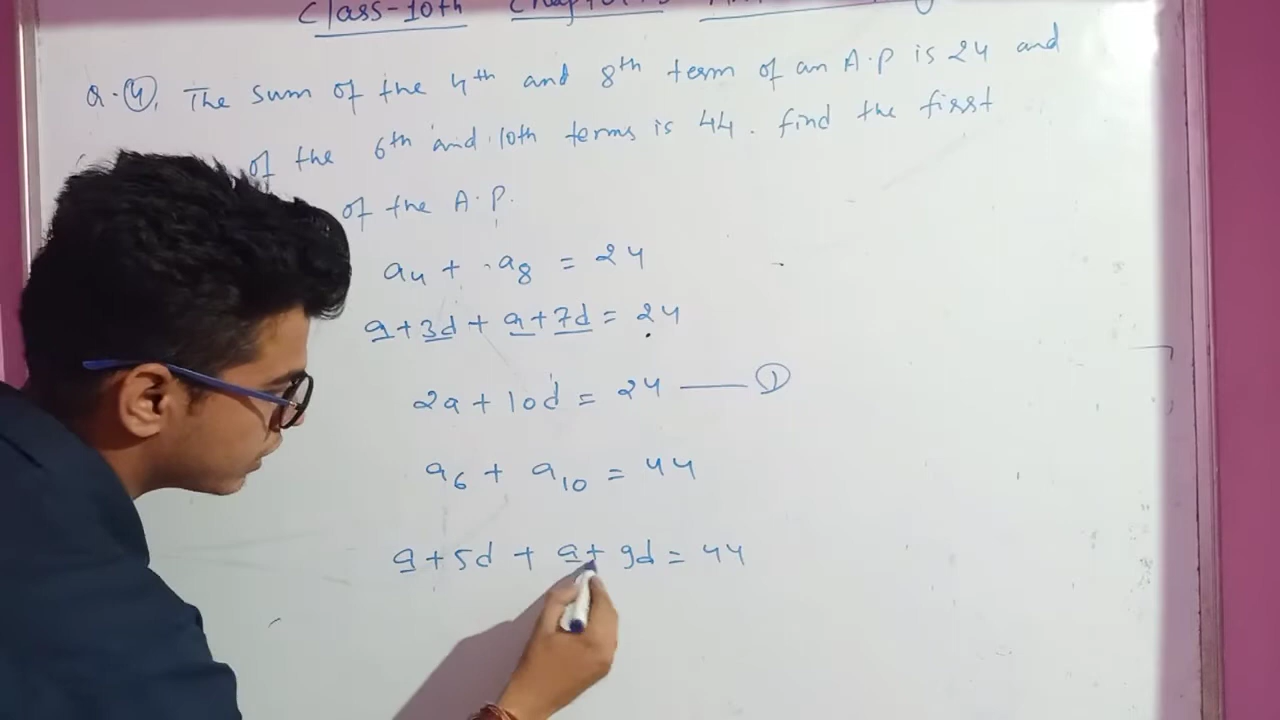 Class-10th
Q.4. The sum of the 4th and 8th term of an A.P is 24 and
of the 6th and 10th terms is 44. find the first
of the A.P.
a4 + a8 = 24
a+3d + a+7d = 24
2a + 10d = 24 — 1
a6 + a10 = 44
a+5d + a+9d = 44